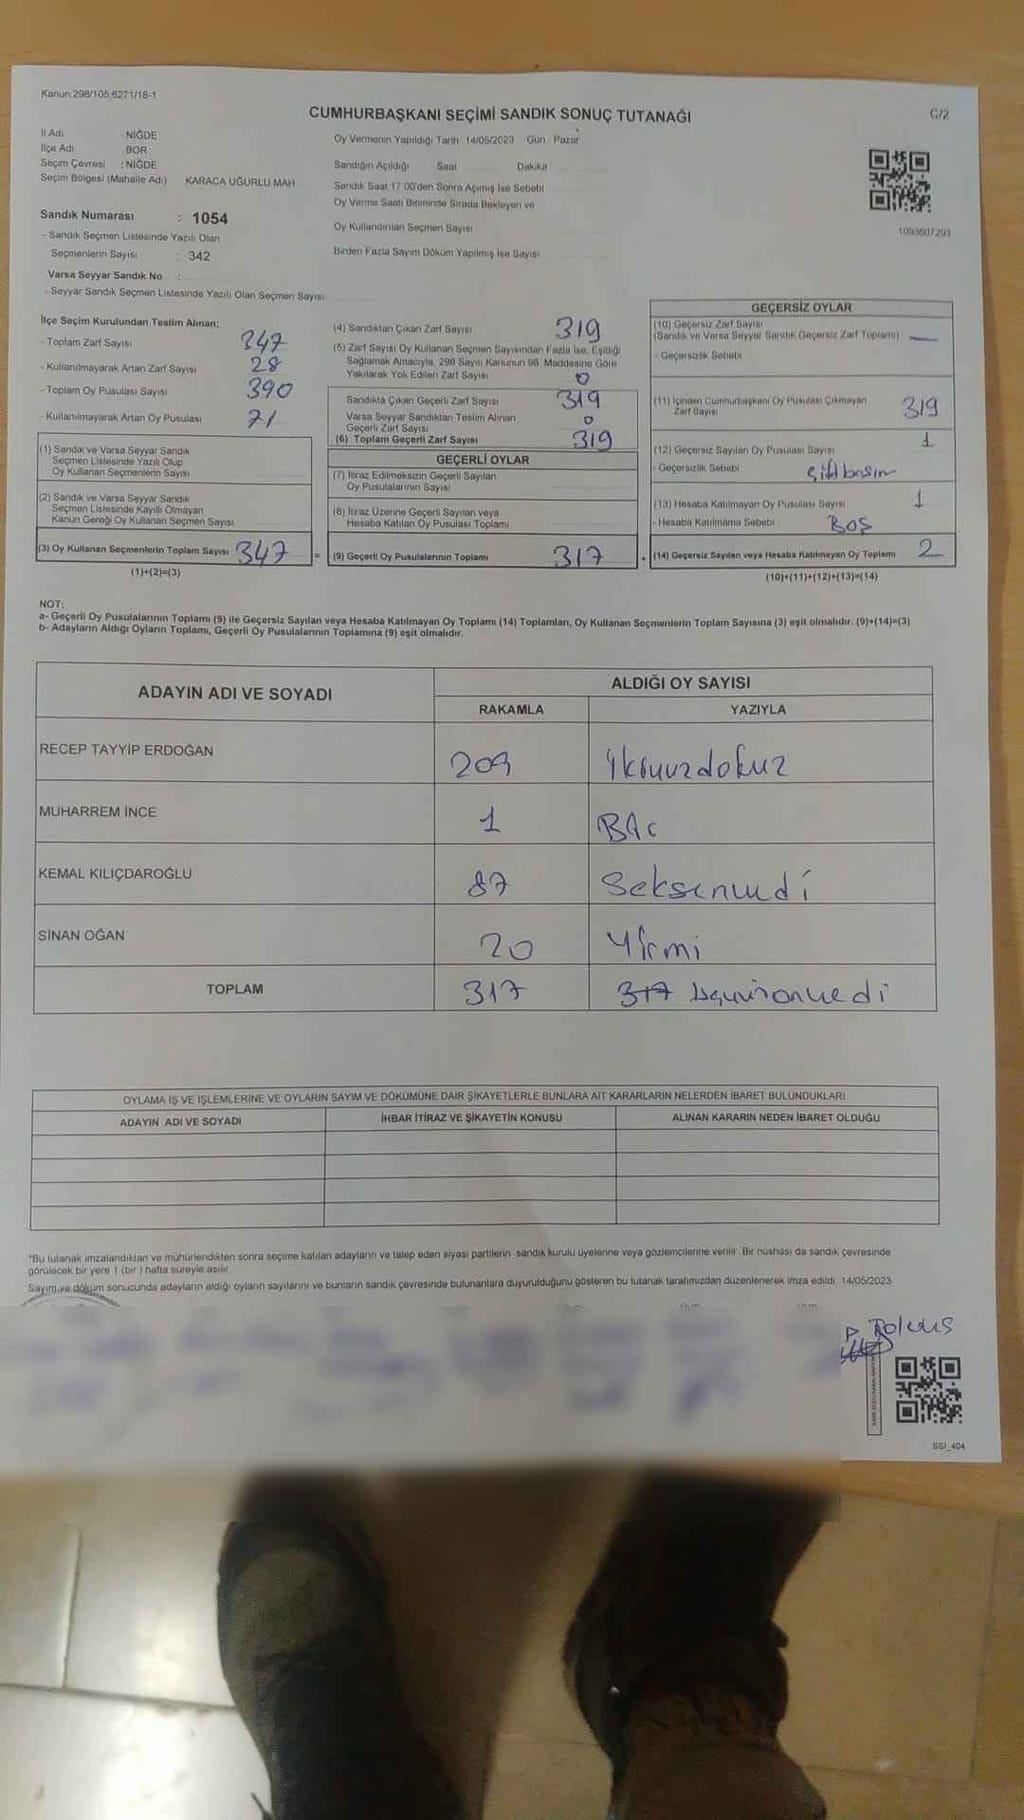 Kanun:298/105,6271/18-1
CUMHURBAŞKANI SEÇİMİ SANDIK SONUÇ TUTANAĞI
C/2
İl Adı : NİĞDE
İlçe Adı : BOR
Seçim Çevresi : NİĞDE
Seçim Bölgesi (Mahalle Adı) KARACA UĞURLU MAH.
Sandık Numarası : 1054
- Sandık Seçmen Listesinde Yazılı Olan
Seçmenlerin Sayısı : 342
Varsa Seyyar Sandık No :
- Seyyar Sandık Seçmen Listesinde Yazılı Olan Seçmen Sayısı:
Oy Vermenin Yapıldığı Tarih: 14/05/2023 Gün : Pazar
Sandığın Açıldığı Saat Dakika
Sandık Saat 17:00'den Sonra Açımış İse Sebebi
Oy Verme Saati Bitiminde Sırada Bekleyen ve
Oy Kullandırılan Seçmen Sayısı
Birden Fazla Sayım Döküm Yapılmış İse Sayısı
1093607293
İlçe Seçim Kurulundan Teslim Alınan;
- Toplam Zarf Sayısı 347
- Kullanılmayarak Artan Zarf Sayısı 28
- Toplam Oy Pusulası Sayısı 390
- Kullanılmayarak Artan Oy Pusulası 71
(1) Sandık ve Varsa Seyyar Sandık
Seçmen Listesinde Yazılı Olup
Oy Kullanan Seçmenlerin Sayısı
(2) Sandık ve Varsa Seyyar Sandık
Seçmen Listesinde Kayıtlı Olmayan
Kanun Gereği Oy Kullanan Seçmen Sayısı
(3) Oy Kullanan Seçmenlerin Toplam Sayısı 347 =
(1)+(2)=(3)
(4) Sandıktan Çıkan Zarf Sayısı 319
(5) Zarf Sayısı Oy Kullanan Seçmen Sayısından Fazla İse, Eşitliği
Sağlamak Amacıyla, 298 Sayılı Kanunun 98. Maddesine Göre
Yakılarak Yok Edilen Zarf Sayısı 0
Sandıkta Çıkan Geçerli Zarf Sayısı 319
Varsa Seyyar Sandıktan Teslim Alınan
Geçerli Zarf Sayısı 0
(6) Toplam Geçerli Zarf Sayısı 319
GEÇERLİ OYLAR
(7) İtiraz Edilmeksizin Geçerli Sayılan
Oy Pusulalarının Sayısı
(8) İtiraz Üzerine Geçerli Sayılan veya
Hesaba Katılan Oy Pusulası Toplamı
(9) Geçerli Oy Pusulalarının Toplamı 317 +
GEÇERSİZ OYLAR
(10) Geçersiz Zarf Sayısı
(Sandık ve Varsa Seyyar Sandık Geçersiz Zarf Toplamı) —
- Geçersizlik Sebebi
(11) İçinden Cumhurbaşkanı Oy Pusulası Çıkmayan
Zarf Sayısı 319
(12) Geçersiz Sayılan Oy Pusulası Sayısı 1
- Geçersizlik Sebebi
(13) Hesaba Katılmayan Oy Pusulası Sayısı 1
- Hesaba Katılmama Sebebi BOŞ
(14) Geçersiz Sayılan veya Hesaba Katılmayan Oy Toplamı 2
(10)+(11)+(12)+(13)=(14)
NOT:
a- Geçerli Oy Pusulalarının Toplamı (9) ile Geçersiz Sayılan veya Hesaba Katılmayan Oy Toplamı (14) Toplamları, Oy Kullanan Seçmenlerin Toplam Sayısına (3) eşit olmalıdır. (9)+(14)=(3)
b- Adayların Aldığı Oyların Toplamı, Geçerli Oy Pusulalarının Toplamına (9) eşit olmalıdır.
ADAYIN ADI VE SOYADI ALDIĞI OY SAYISI
RAKAMLA YAZIYLA
RECEP TAYYİP ERDOĞAN 209 ikiyüzdokuz
MUHARREM İNCE 1 Bir
KEMAL KILIÇDAROĞLU 87 Seksenyedi
SİNAN OĞAN 20 Yirmi
TOPLAM 317 317 üçyüzonyedi
OYLAMA İŞ VE İŞLEMLERİNE VE OYLARIN SAYIM VE DÖKÜMÜNE DAİR ŞİKAYETLERLE BUNLARA AİT KARARLARIN NELERDEN İBARET BULUNDUKLARI
ADAYIN ADI VE SOYADI İHBAR İTİRAZ VE ŞİKAYETİN KONUSU ALINAN KARARIN NEDEN İBARET OLDUĞU
*Bu tutanak imzalandıktan ve mühürlendikten sonra seçime katılan adayların ve talep eden siyasi partilerin sandık kurulu üyelerine veya gözlemcilerine verilir. Bir nüshası da sandık çevresinde
görülecek bir yere 1 (bir ) hafta süreyle asılır.
Sayım ve döküm sonucunda adayların aldığı oyların sayılarını ve bunların sandık çevresinde bulunanlara duyurulduğunu gösteren bu tutanak tarafımızdan düzenlenerek imza edildi. 14/05/2023
SSI_404